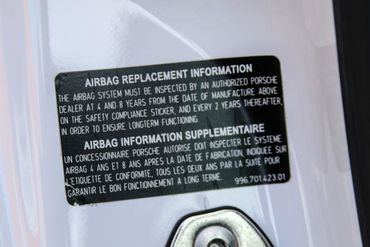 AIRBAG REPLACEMENT INFORMATION
THE AIRBAG SYSTEM MUST BE INSPECTED BY AN AUTHORIZED PORSCHE
DEALER AT 4 AND 8 YEARS FROM THE DATE OF MANUFACTURE ABOVE
ON THE SAFETY COMPLIANCE STICKER, AND EVERY 2 YEARS THEREAFTER,
IN ORDER TO ENSURE LONGTERM FUNCTIONING.
AIRBAG INFORMATION SUPPLEMENTAIRE
UN CONCESSIONNAIRE PORSCHE AUTORISE DOIT INSPECTER LE SYSTEME
AIRBAG 4 ANS ET 8 ANS APRES LA DATE DE FABRICATION, INDIQUEE SUR
L'ETIQUETTE DE CONFORMITE, TOUS LES DEUX ANS PAR LA SUITE POUR
GARANTIR LE BON FONCTIONNEMENT A LONG TERME. 996.701.423.01